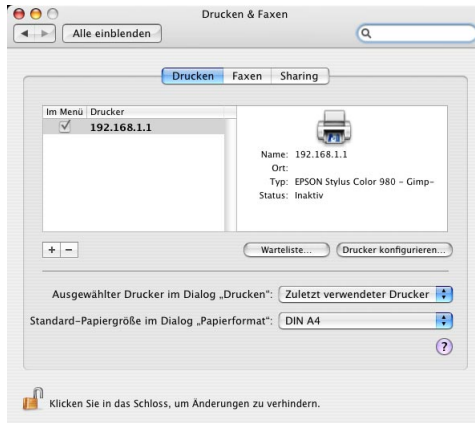 Drucken & Faxen
Alle einblenden
Drucken Faxen Sharing
Im Menü Drucker
192.168.1.1
Name: 192.168.1.1
Ort:
Typ: EPSON Stylus Color 980 – Gimp-
Status: Inaktiv
+ −
Warteliste... Drucker konfigurieren...
Ausgewählter Drucker im Dialog „Drucken“: Zuletzt verwendeter Drucker
Standard-Papiergröße im Dialog „Papierformat“: DIN A4
?
Klicken Sie in das Schloss, um Änderungen zu verhindern.